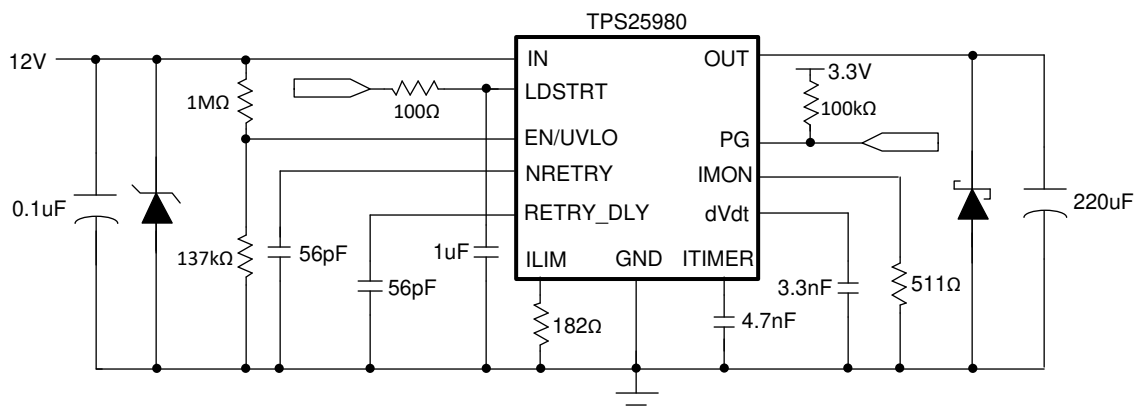 TPS25980
12V
IN
OUT
3.3V
1MΩ
LDSTRT
100Ω
100kΩ
EN/UVLO
PG
NRETRY
IMON
0.1uF
RETRY_DLY
dVdt
220uF
137kΩ
56pF
1uF
ILIM
GND
ITIMER
56pF
3.3nF
511Ω
182Ω
4.7nF